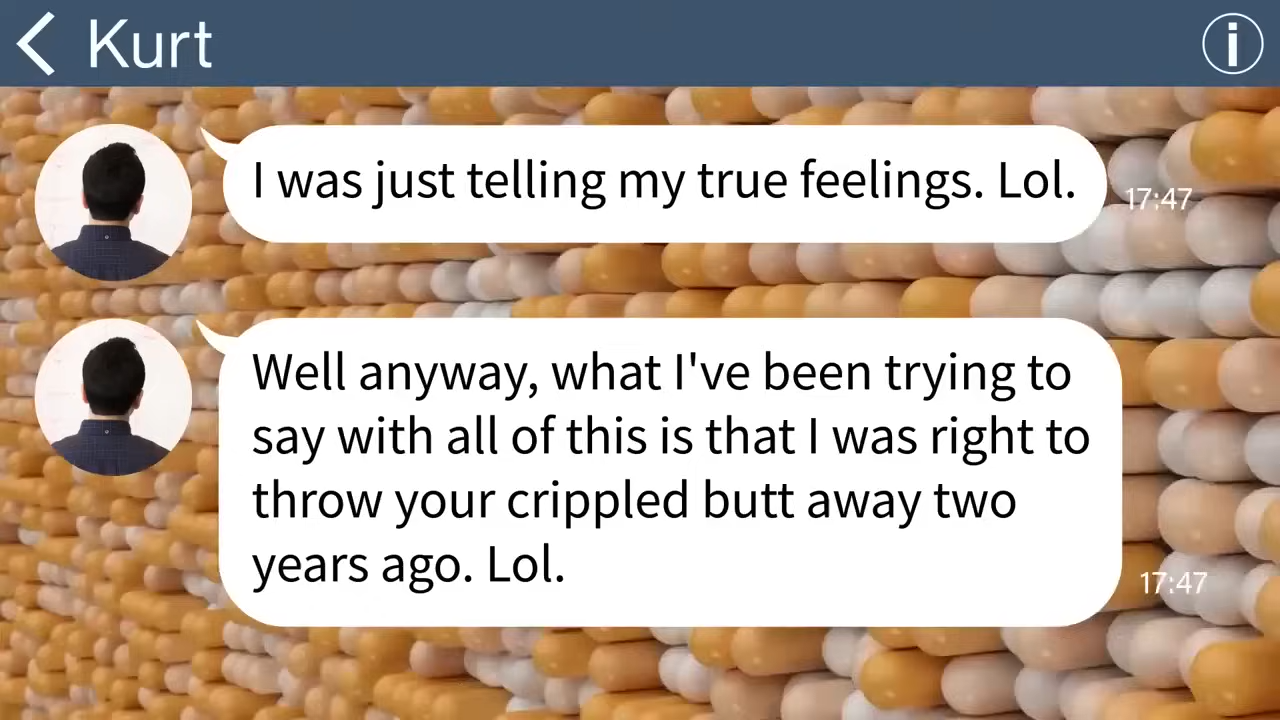 Kurt
I was just telling my true feelings. Lol.
17:47
Well anyway, what I've been trying to
say with all of this is that I was right to
throw your crippled butt away two
years ago. Lol.
17:47